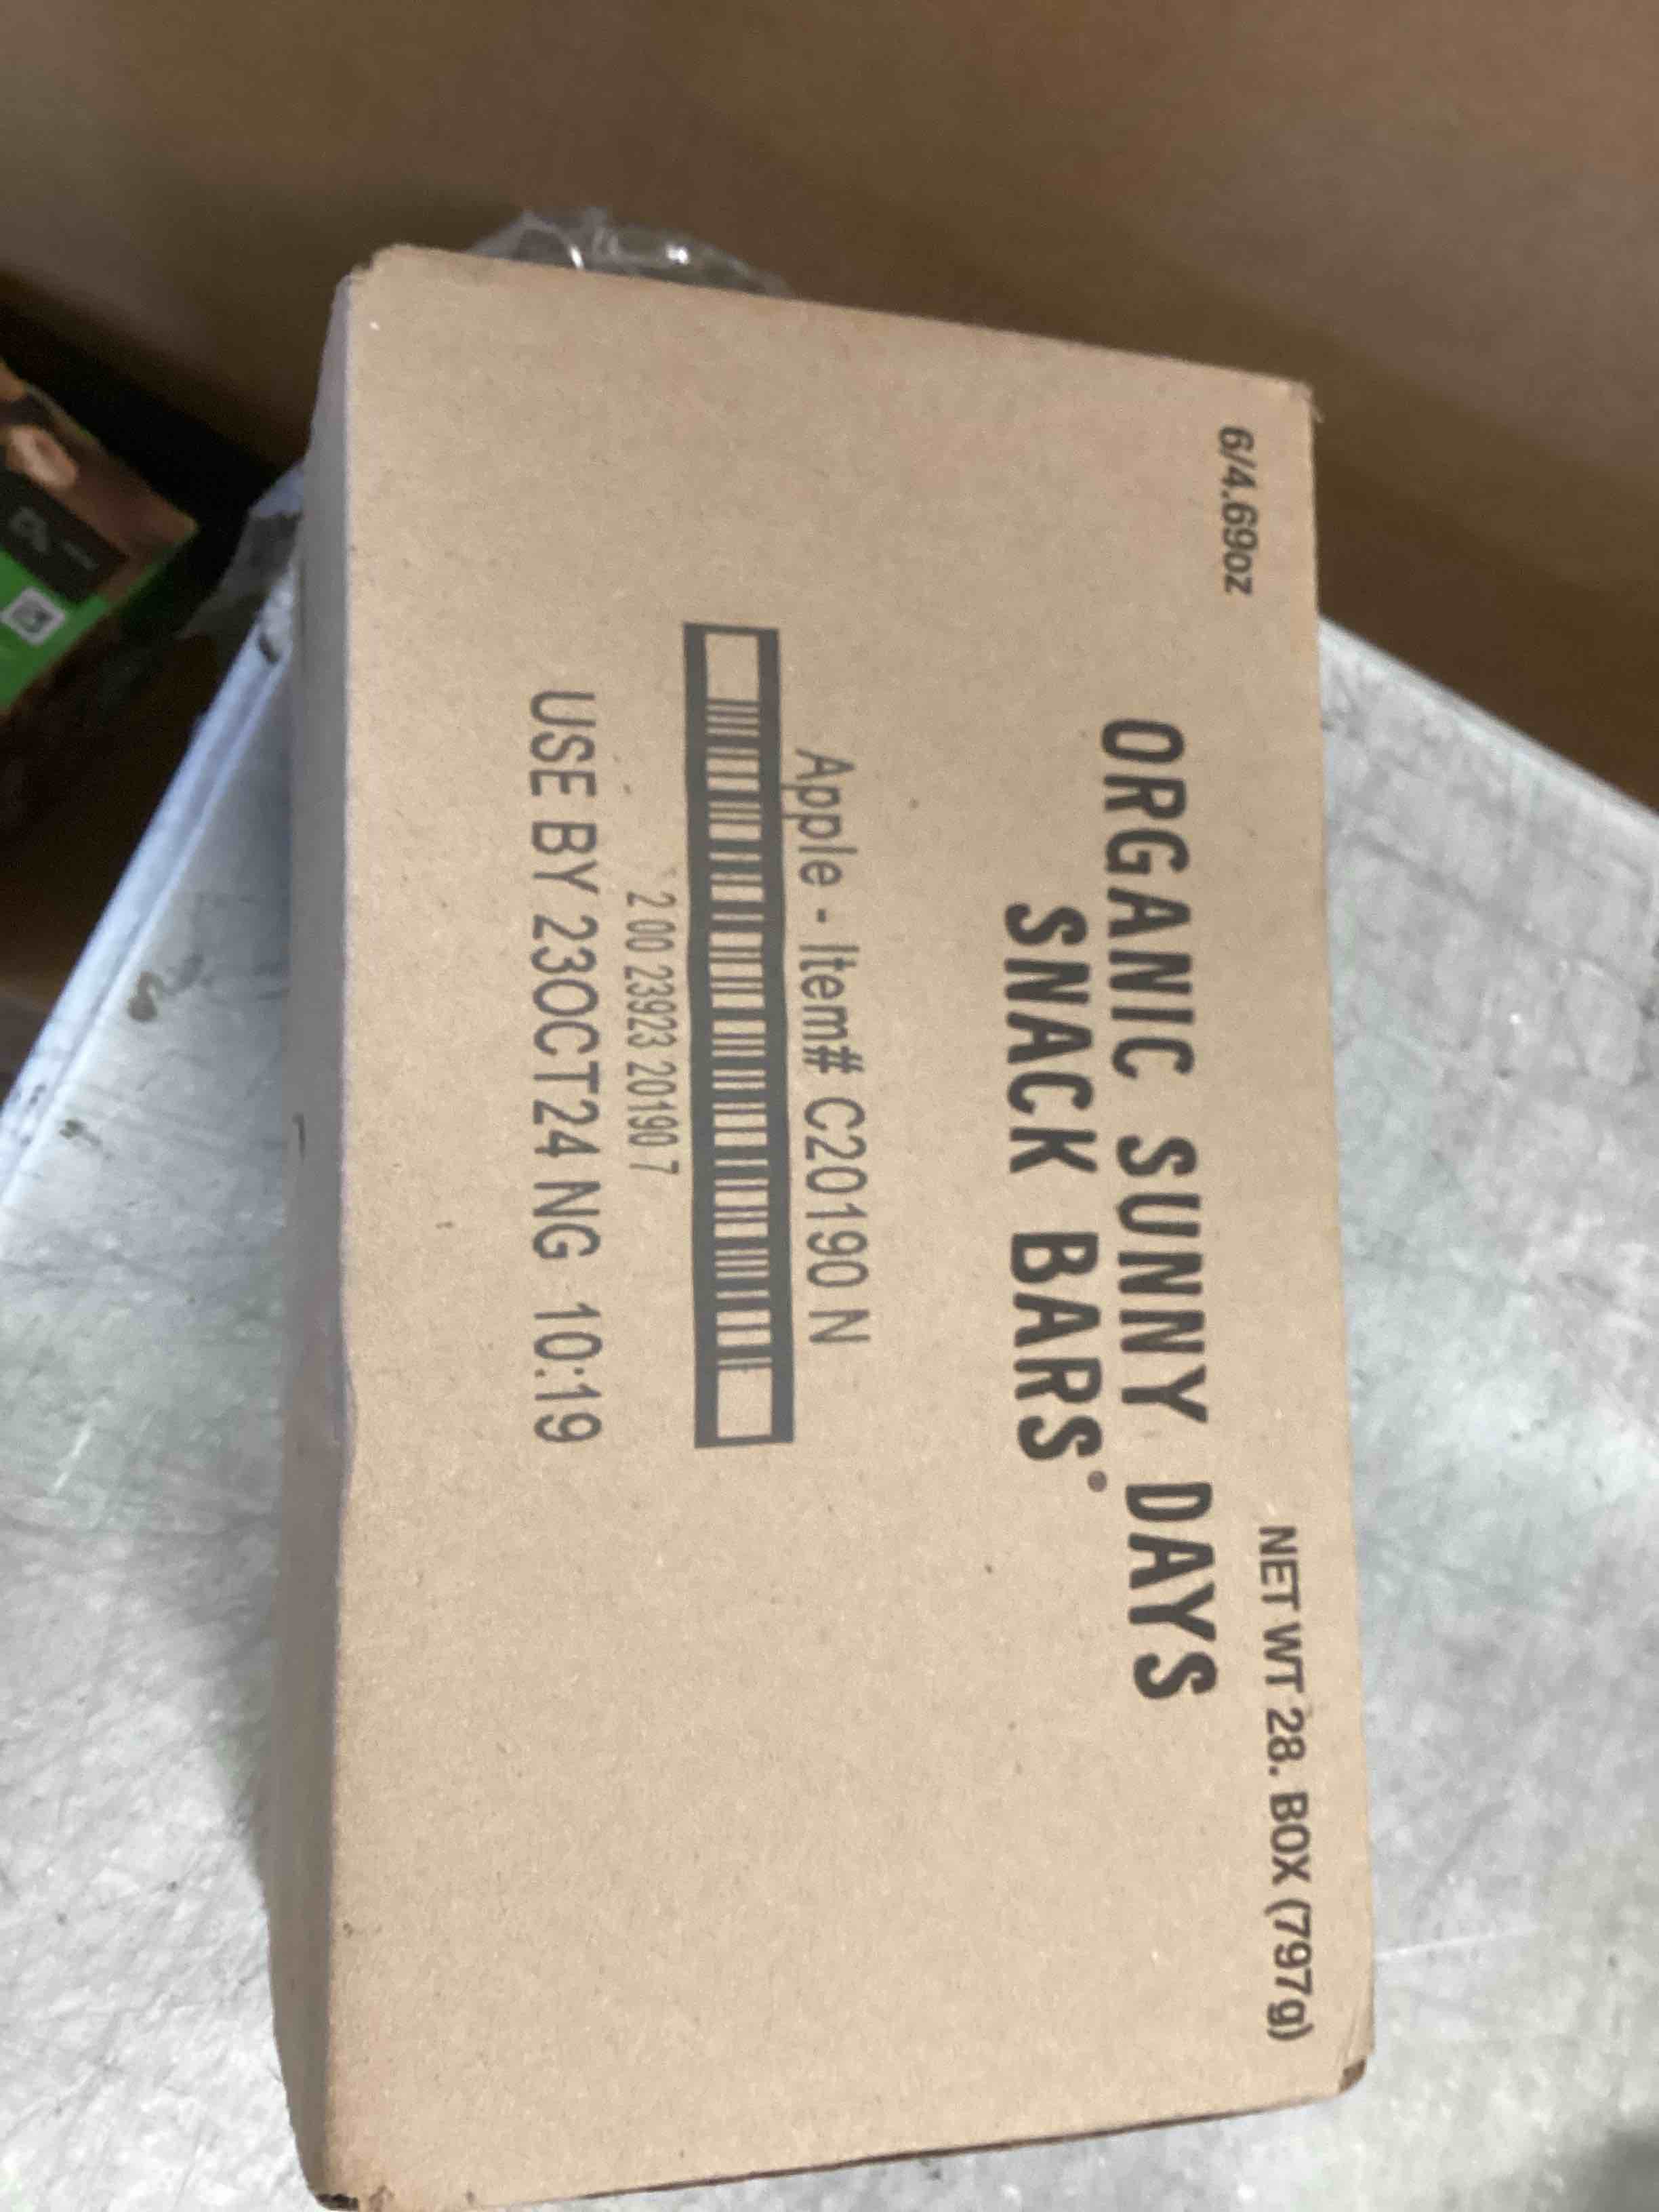 6/4.69oz
NET WT 28. BOX (797g)
ORGANIC SUNNY DAYS
SNACK BARS®
Apple - Item# C20190 N
2 00 23923 20190 7
USE BY 23OCT24 NG 10:19